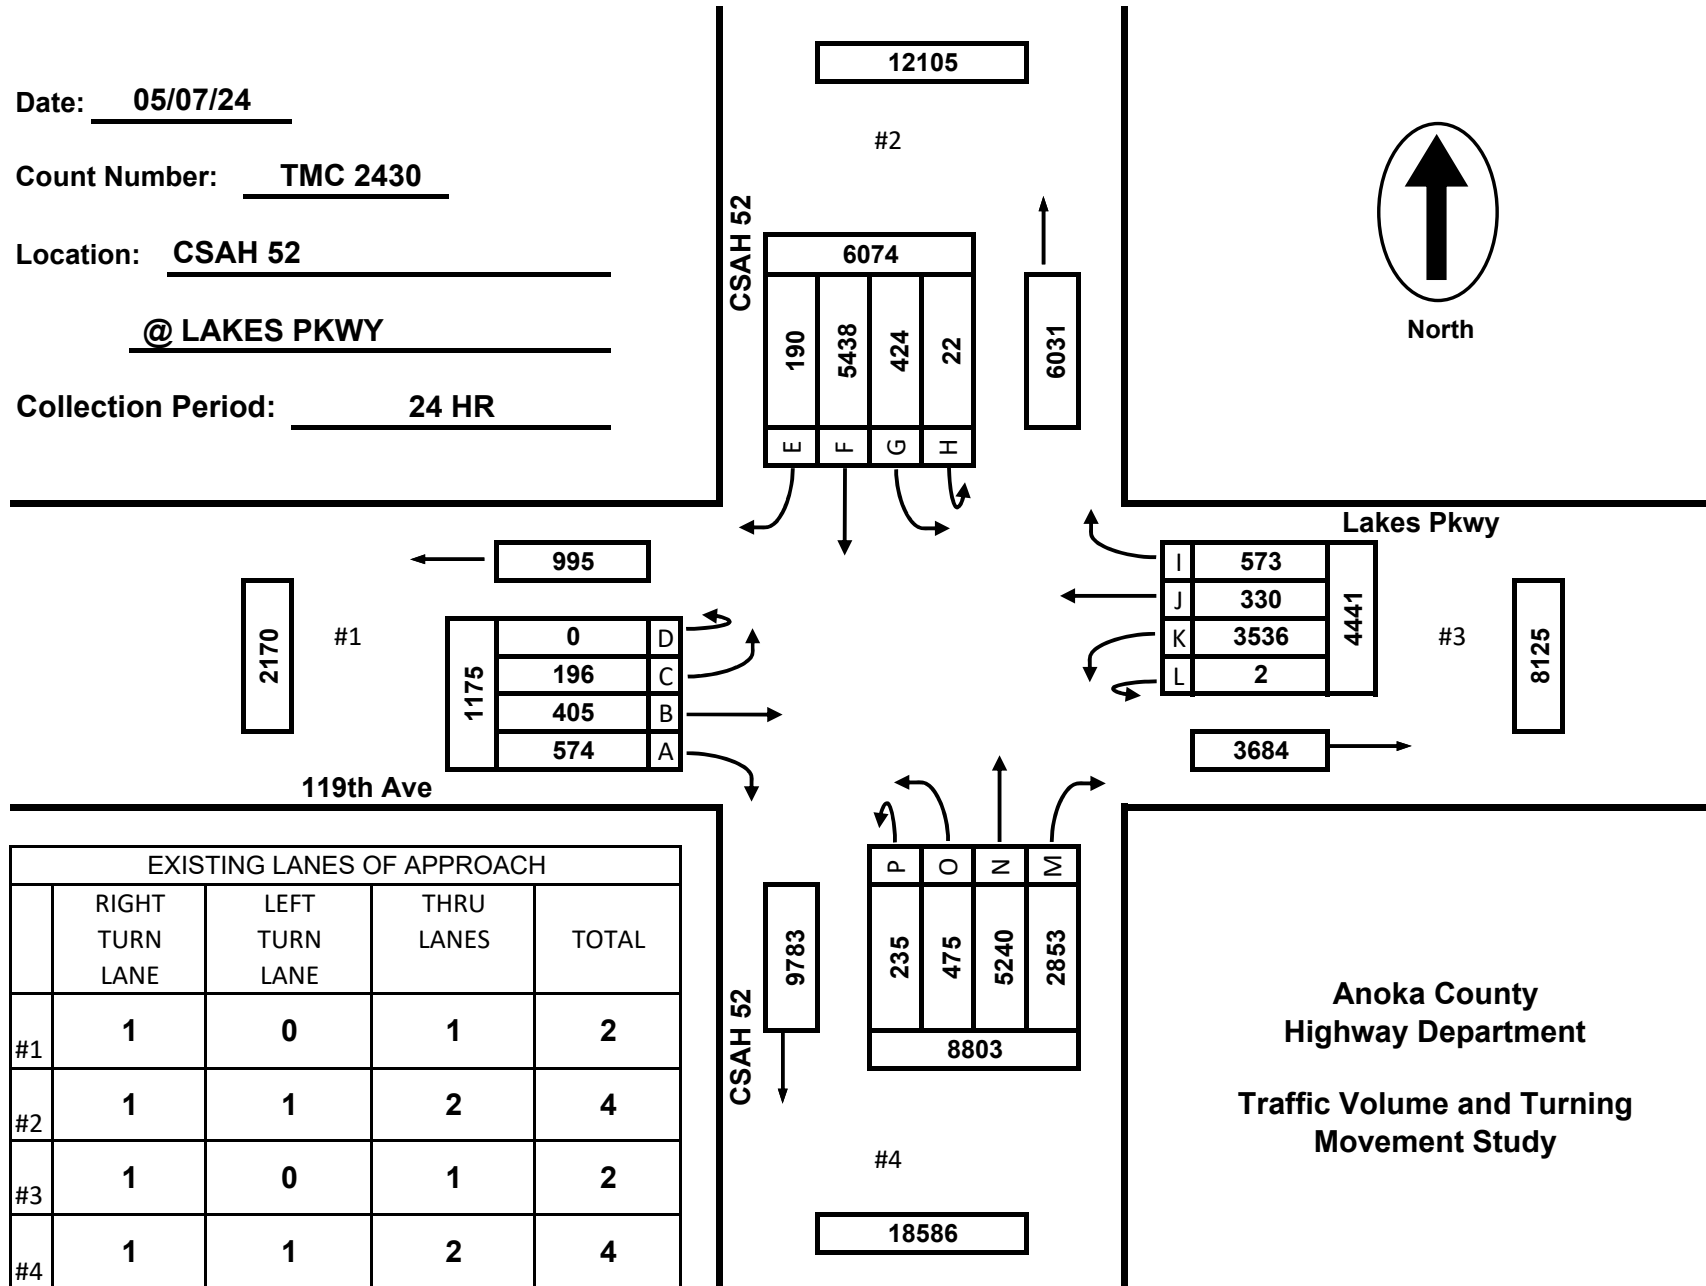 Date: 05/07/24
Count Number: TMC 2430
Location: CSAH 52
@ LAKES PKWY
Collection Period: 24 HR
12105
#2
CSAH 52
6074
190 5438 424 22
E F G H
6031
North
Lakes Pkwy
995
2170
#1
1175
0 D
196 C
405 B
574 A
119th Ave
I 573
J 330
K 3536
L 2
4441
#3
8125
3684
EXISTING LANES OF APPROACH
RIGHT TURN LANE
LEFT TURN LANE
THRU LANES
TOTAL
#1 1 0 1 2
#2 1 1 2 4
#3 1 0 1 2
#4 1 1 2 4
CSAH 52
9783
P O N M
235 475 5240 2853
8803
#4
18586
Anoka County
Highway Department
Traffic Volume and Turning
Movement Study